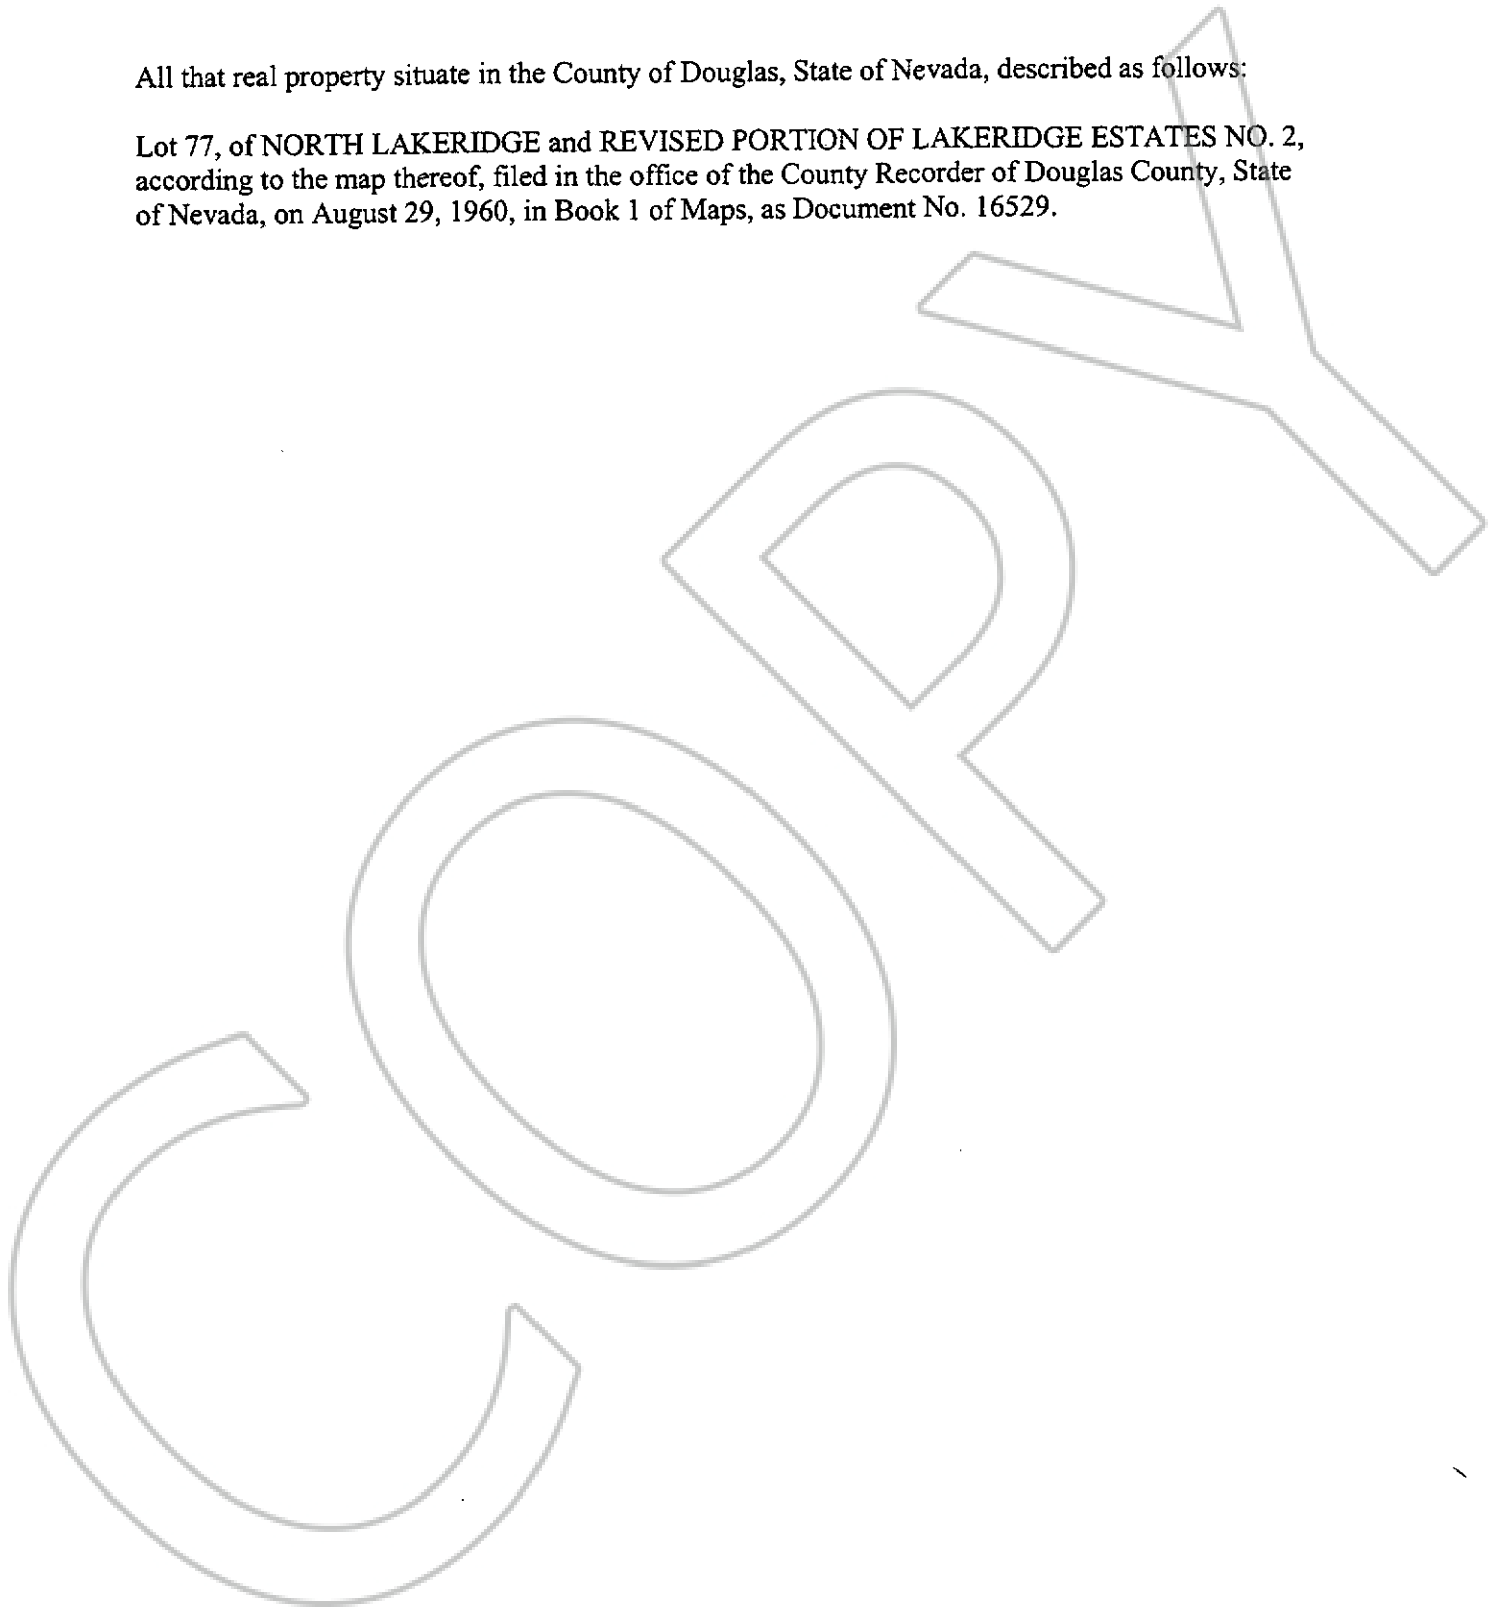 All that real property situate in the County of Douglas, State of Nevada, described as follows:
Lot 77, of NORTH LAKERIDGE and REVISED PORTION OF LAKERIDGE ESTATES NO. 2,
according to the map thereof, filed in the office of the County Recorder of Douglas County, State
of Nevada, on August 29, 1960, in Book 1 of Maps, as Document No. 16529.
COPY